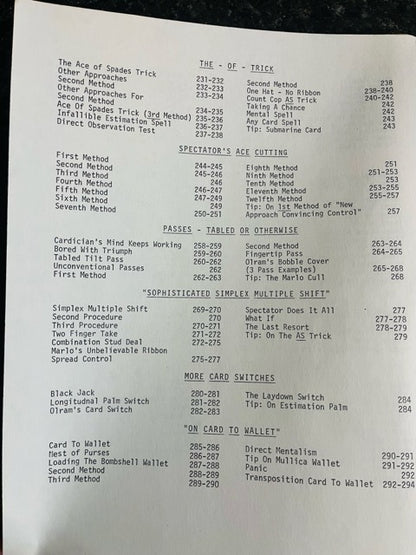 THE - OF - TRICK
The Ace of Spades Trick 231-232
Other Approaches 232-233
Second Method 233-234
Other Approaches For
Second Method 234-235
Ace Of Spades Trick (3rd Method) 235-236
Infallible Estimation Spell 236-237
Direct Observation Test 237-238
Second Method 238
One Hat - No Ribbon 238-240
Count Cop AS Trick 240-242
Taking A Chance 242
Mental Spell 242
Any Card Spell 243
Tip: Submarine Card 243
SPECTATOR'S ACE CUTTING
First Method 244-245
Second Method 245-246
Third Method 246
Fourth Method 246-247
Fifth Method 247-249
Sixth Method 249
Seventh Method 250-251
Eighth Method 251
Ninth Method 251-253
Tenth Method 253
Eleventh Method 253-255
Twelfth Method 255-257
Tip: On 1st Method of "New
Approach Convincing Control" 257
PASSES - TABLED OR OTHERWISE
Cardician's Mind Keeps Working 258-259
Bored With Triumph 259-260
Tabled Tilt Pass 260-262
Unconventional Passes 262
First Method 262-263
Second Method 263-264
Fingertip Pass 264-265
Olram's Bobble Cover
(3 Pass Examples) 265-268
Tip: The Marlo Cull 268
"SOPHISTICATED SIMPLEX MULTIPLE SHIFT"
Simplex Multiple Shift 269-270
Second Procedure 270
Third Procedure 270-271
Two Finger Take 271-272
Combination Stud Deal 272-275
Marlo's Unbelievable Ribbon
Spread Control 275-277
Spectator Does It All 277
What If 277-278
The Last Resort 278-279
Tip: On The AS Trick 279
MORE CARD SWITCHES
Black Jack 280-281
Longitudnal Palm Switch 281-282
Olram's Card Switch 282-283
The Laydown Switch 284
Tip: On Estimation Palm 284
"ON CARD TO WALLET"
Card To Wallet 285-286
Nest of Purses 286-287
Loading The Bombshell Wallet 287-288
Second Method 288-289
Third Method 289-290
Direct Mentalism 290-291
Tip On Mullica Wallet 291-292
Panic 292
Transposition Card To Wallet 292-294